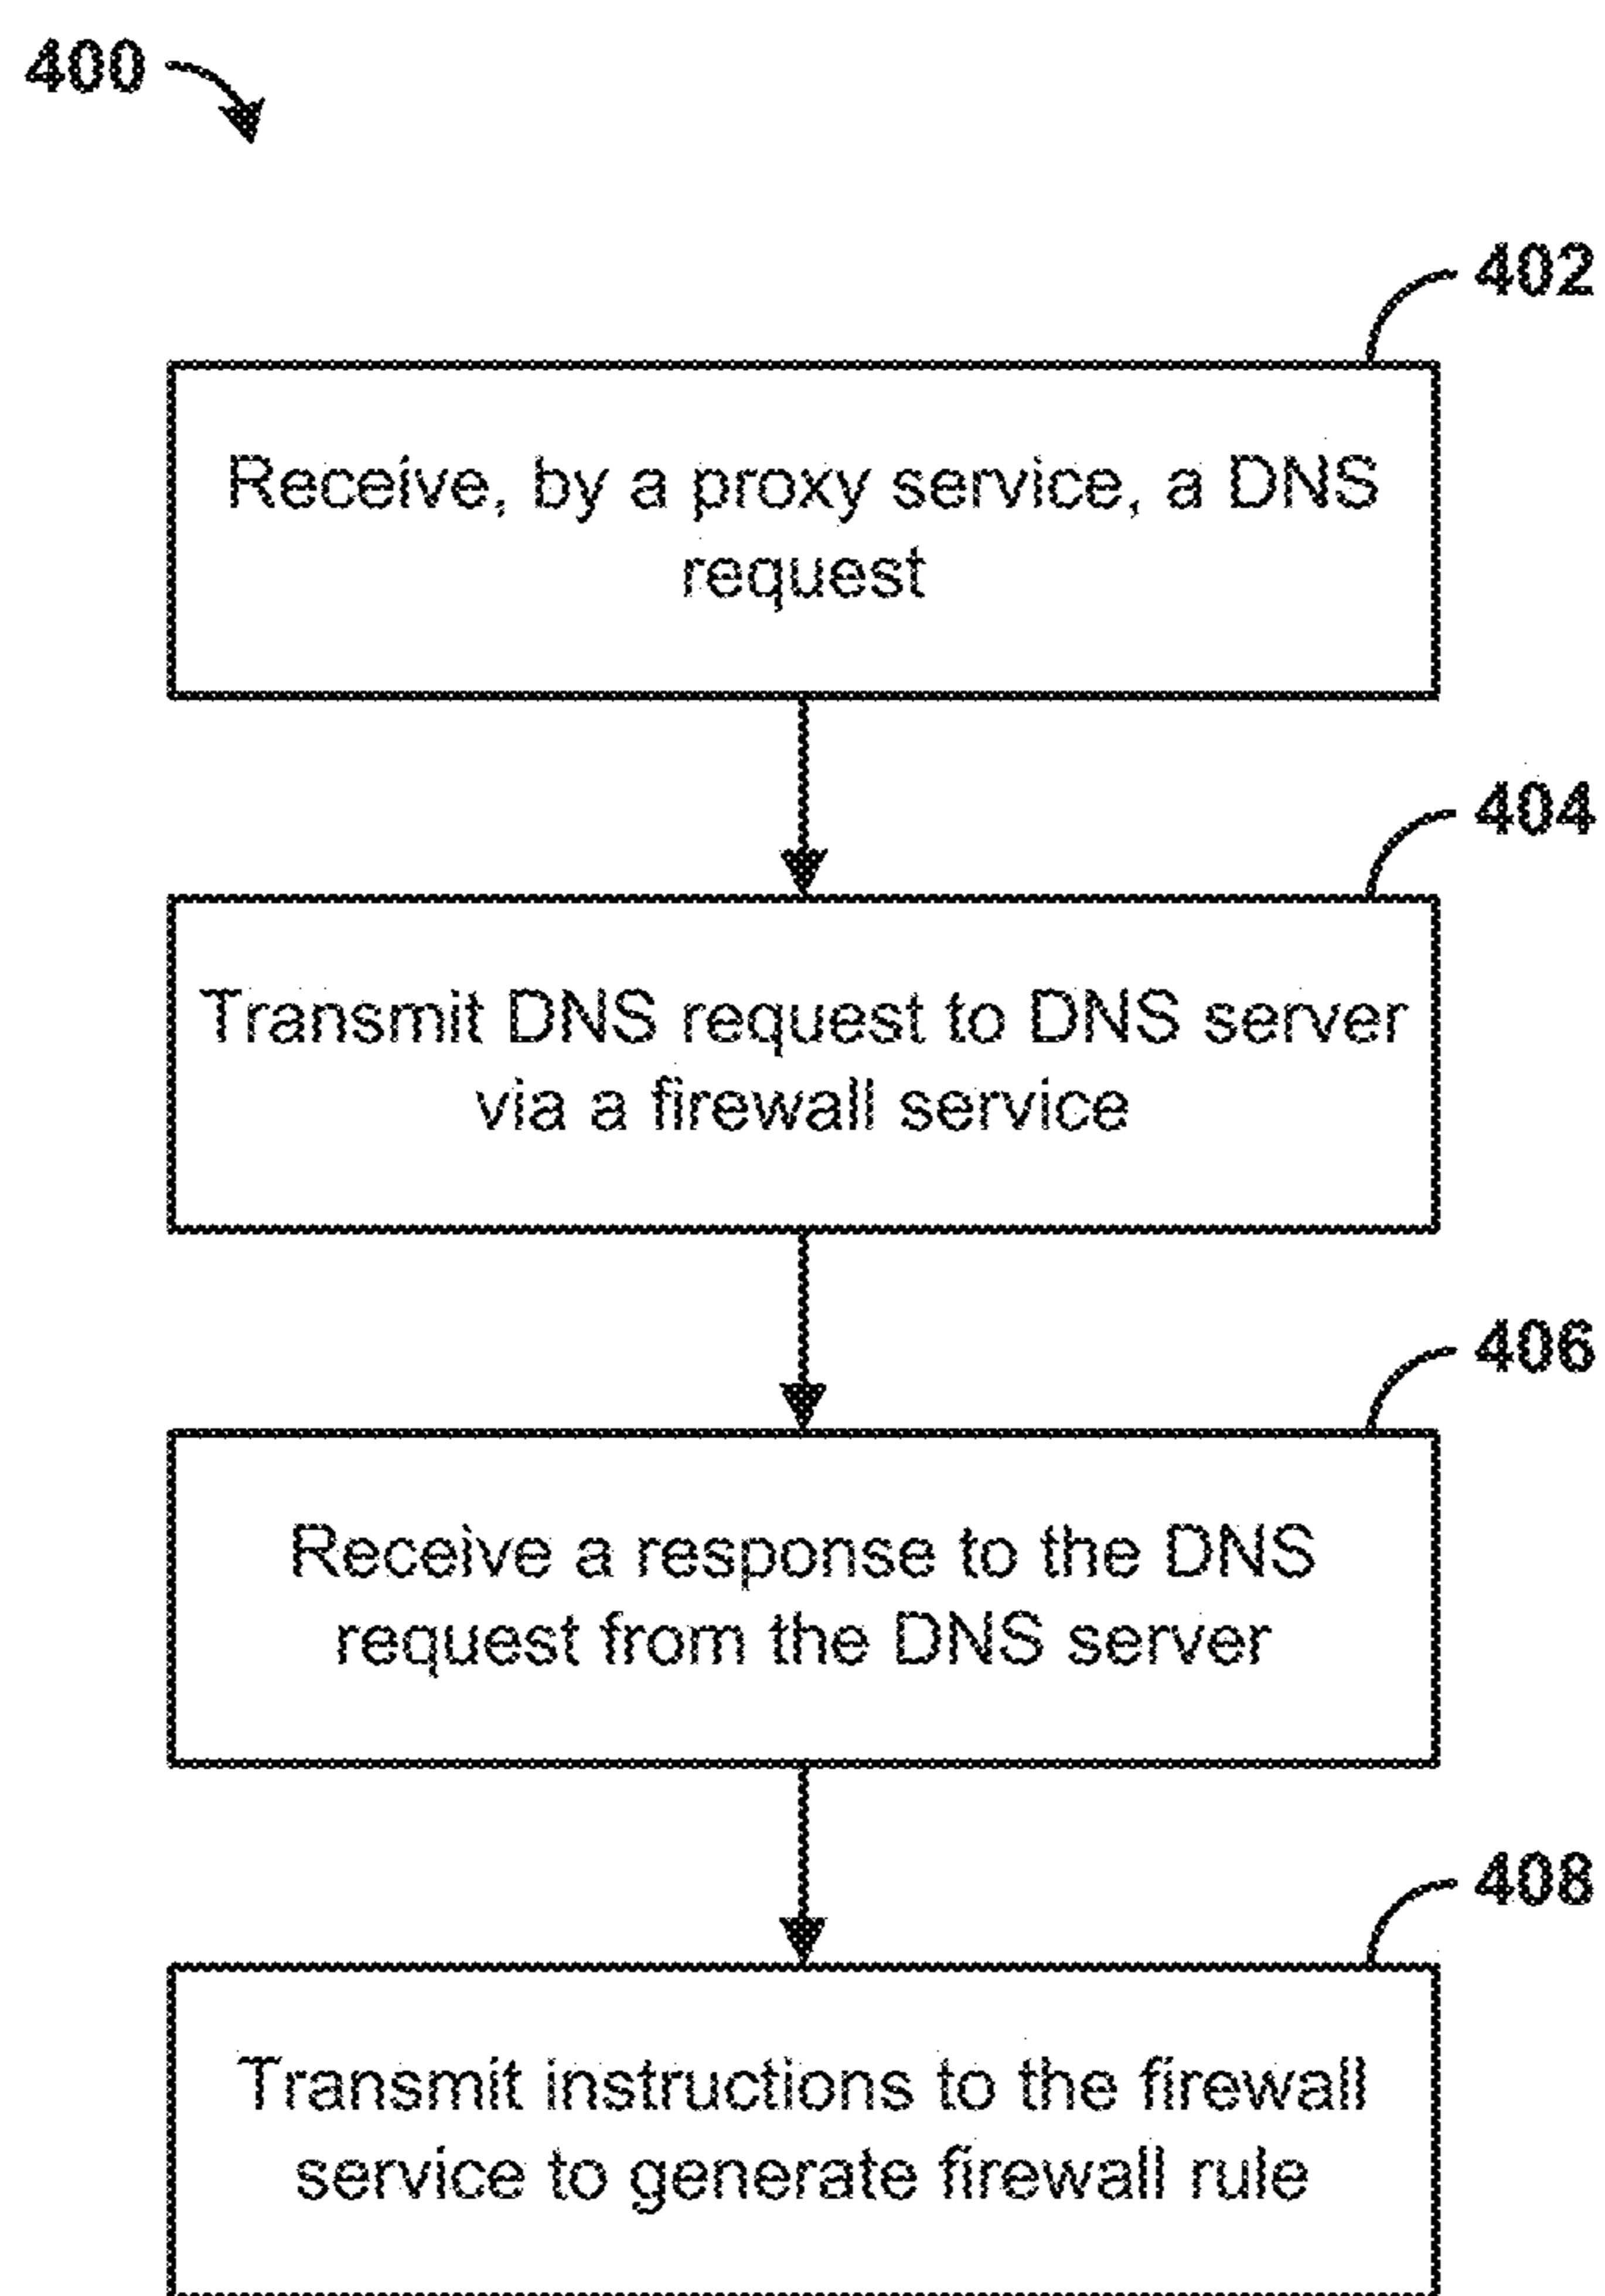 400
402
Receive, by a proxy service, a DNS
request
404
Transmit DNS request to DNS server
via a firewall service
406
Receive a response to the DNS
request from the DNS server
408
Transmit instructions to the firewall
service to generate firewall rule